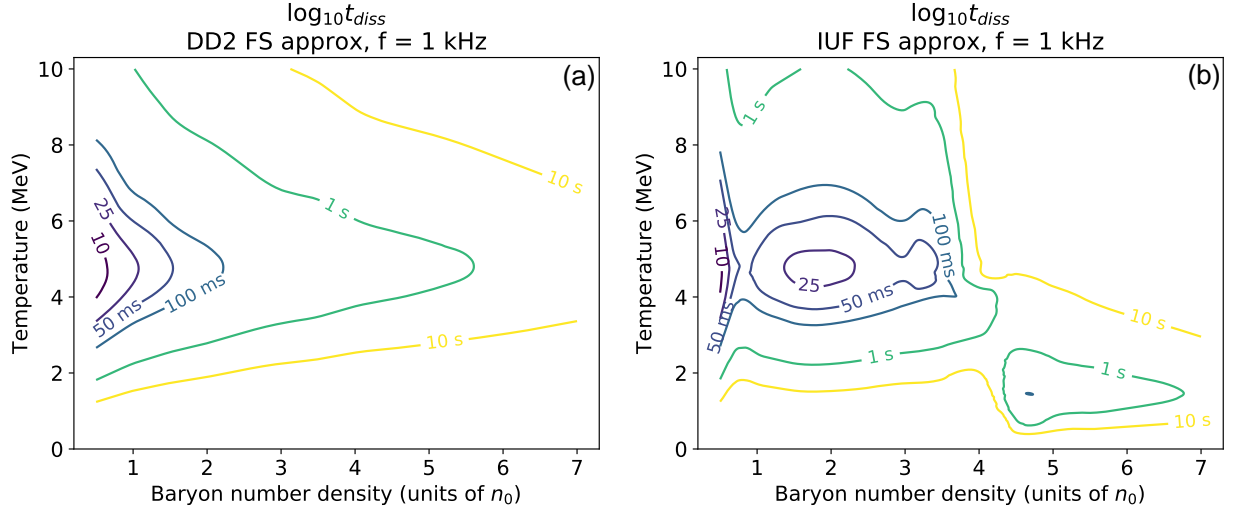 log₁₀t_diss
DD2 FS approx, f = 1 kHz
(a)
Temperature (MeV)
10
8
6
4
2
0
25
10
50 ms
100 ms
1 s
10 s
10 s
1 2 3 4 5 6 7
Baryon number density (units of n₀)
log₁₀t_diss
IUF FS approx, f = 1 kHz
(b)
Temperature (MeV)
10
8
6
4
2
0
1 s
25
10
50 ms
100 ms
25
50 ms
1 s
10 s
1 s
10 s
1 2 3 4 5 6 7
Baryon number density (units of n₀)